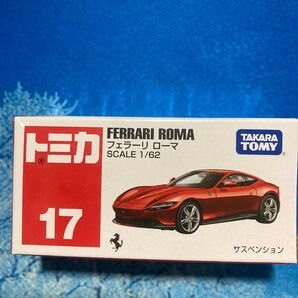 トミカ
17
FERRARI ROMA
フェラーリ ローマ
SCALE 1/62
TAKARA
TOMY
サスペンション